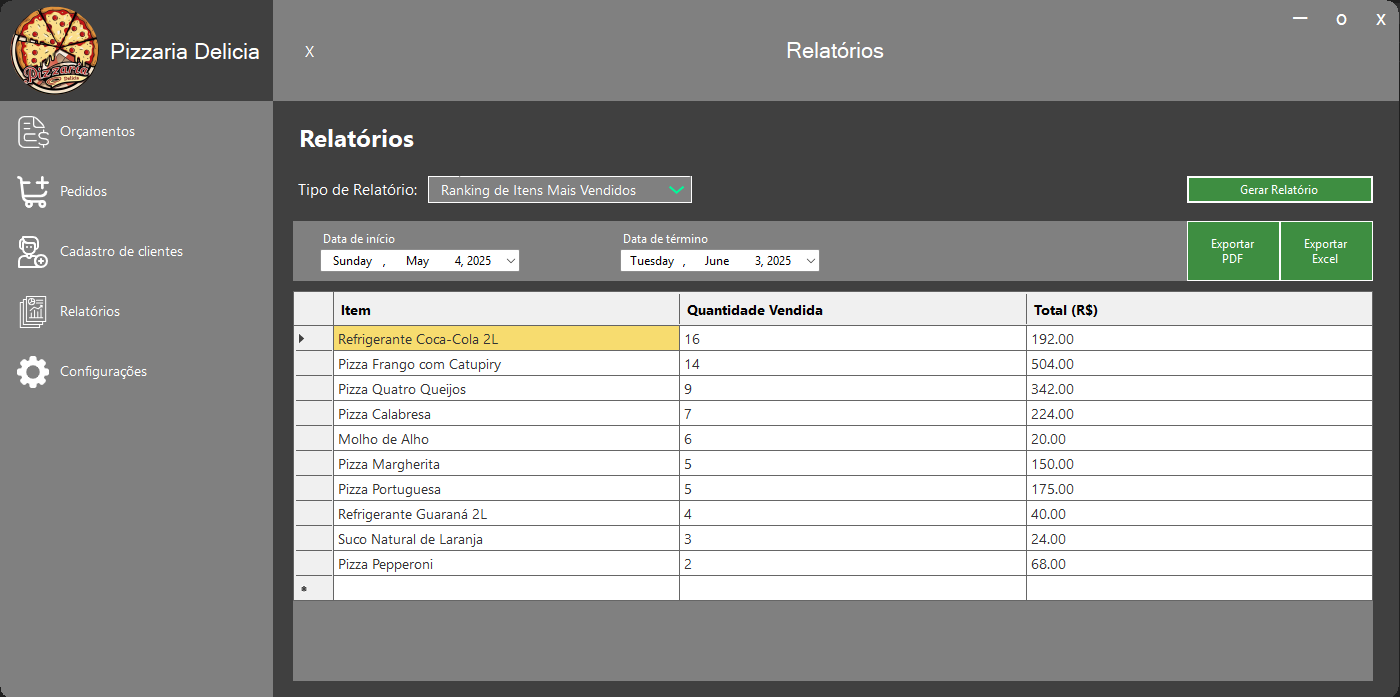 Pizzaria
Delicia
Pizzaria Delicia
X
Relatórios
— O X
Orçamentos
Pedidos
Cadastro de clientes
Relatórios
Configurações
Relatórios
Tipo de Relatório: Ranking de Itens Mais Vendidos
Gerar Relatório
Data de início
Sunday , May 4, 2025
Data de término
Tuesday , June 3, 2025
Exportar
PDF
Exportar
Excel
Item Quantidade Vendida Total (R$)
Refrigerante Coca-Cola 2L 16 192.00
Pizza Frango com Catupiry 14 504.00
Pizza Quatro Queijos 9 342.00
Pizza Calabresa 7 224.00
Molho de Alho 6 20.00
Pizza Margherita 5 150.00
Pizza Portuguesa 5 175.00
Refrigerante Guaraná 2L 4 40.00
Suco Natural de Laranja 3 24.00
Pizza Pepperoni 2 68.00
*